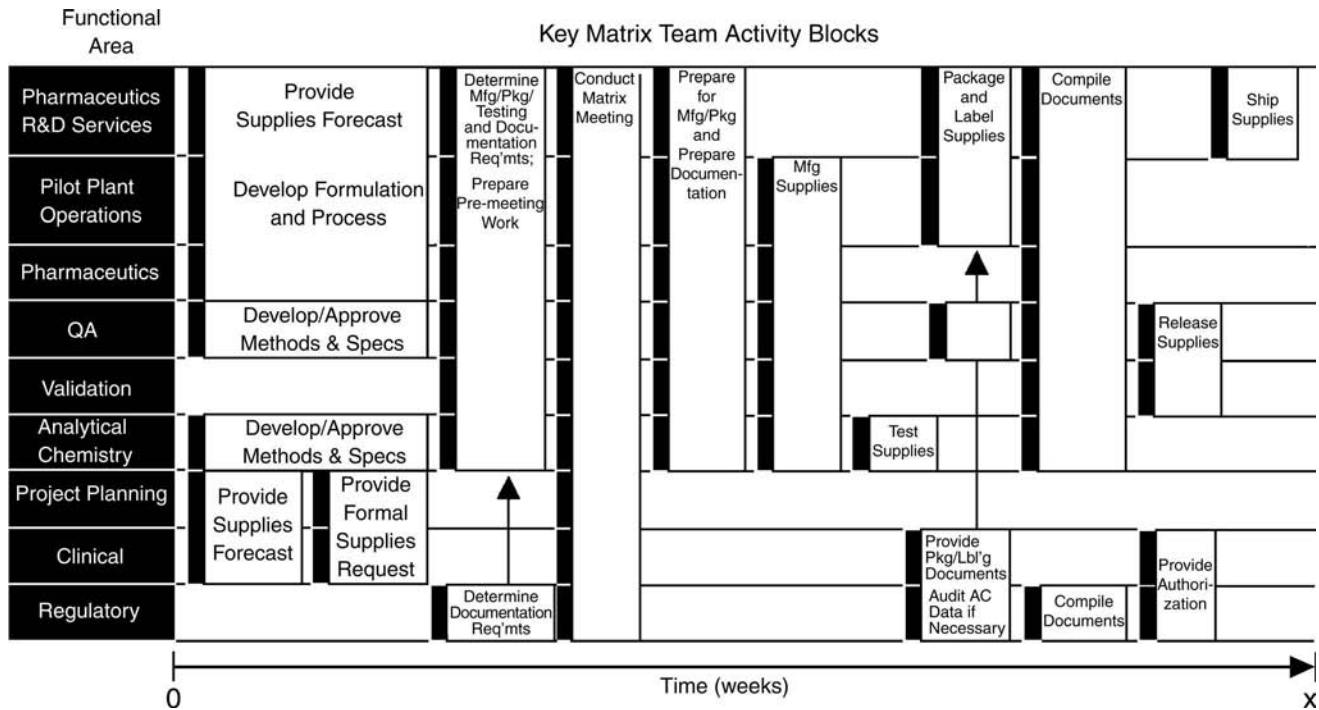 Functional
Area
Key Matrix Team Activity Blocks
Pharmaceutics
R&D Services
Pilot Plant
Operations
Pharmaceutics
QA
Validation
Analytical
Chemistry
Project Planning
Clinical
Regulatory
Provide
Supplies Forecast
Develop Formulation
and Process
Develop/Approve
Methods & Specs
Develop/Approve
Methods & Specs
Provide
Supplies
Forecast
Provide
Formal
Supplies
Request
Determine
Mfg/Pkg/
Testing
and Docu-
mentation
Req'mts;
Prepare
Pre-meeting
Work
Determine
Documentation
Req'mts
Conduct
Matrix
Meeting
Prepare
for
Mfg/Pkg
and
Prepare
Documen-
tation
Mfg
Supplies
Test
Supplies
Package
and
Label
Supplies
Provide
Pkg/Lbl'g
Documents
Audit AC
Data if
Necessary
Compile
Documents
Compile
Documents
Release
Supplies
Provide
Authori-
zation
Ship
Supplies
0
Time (weeks)
x